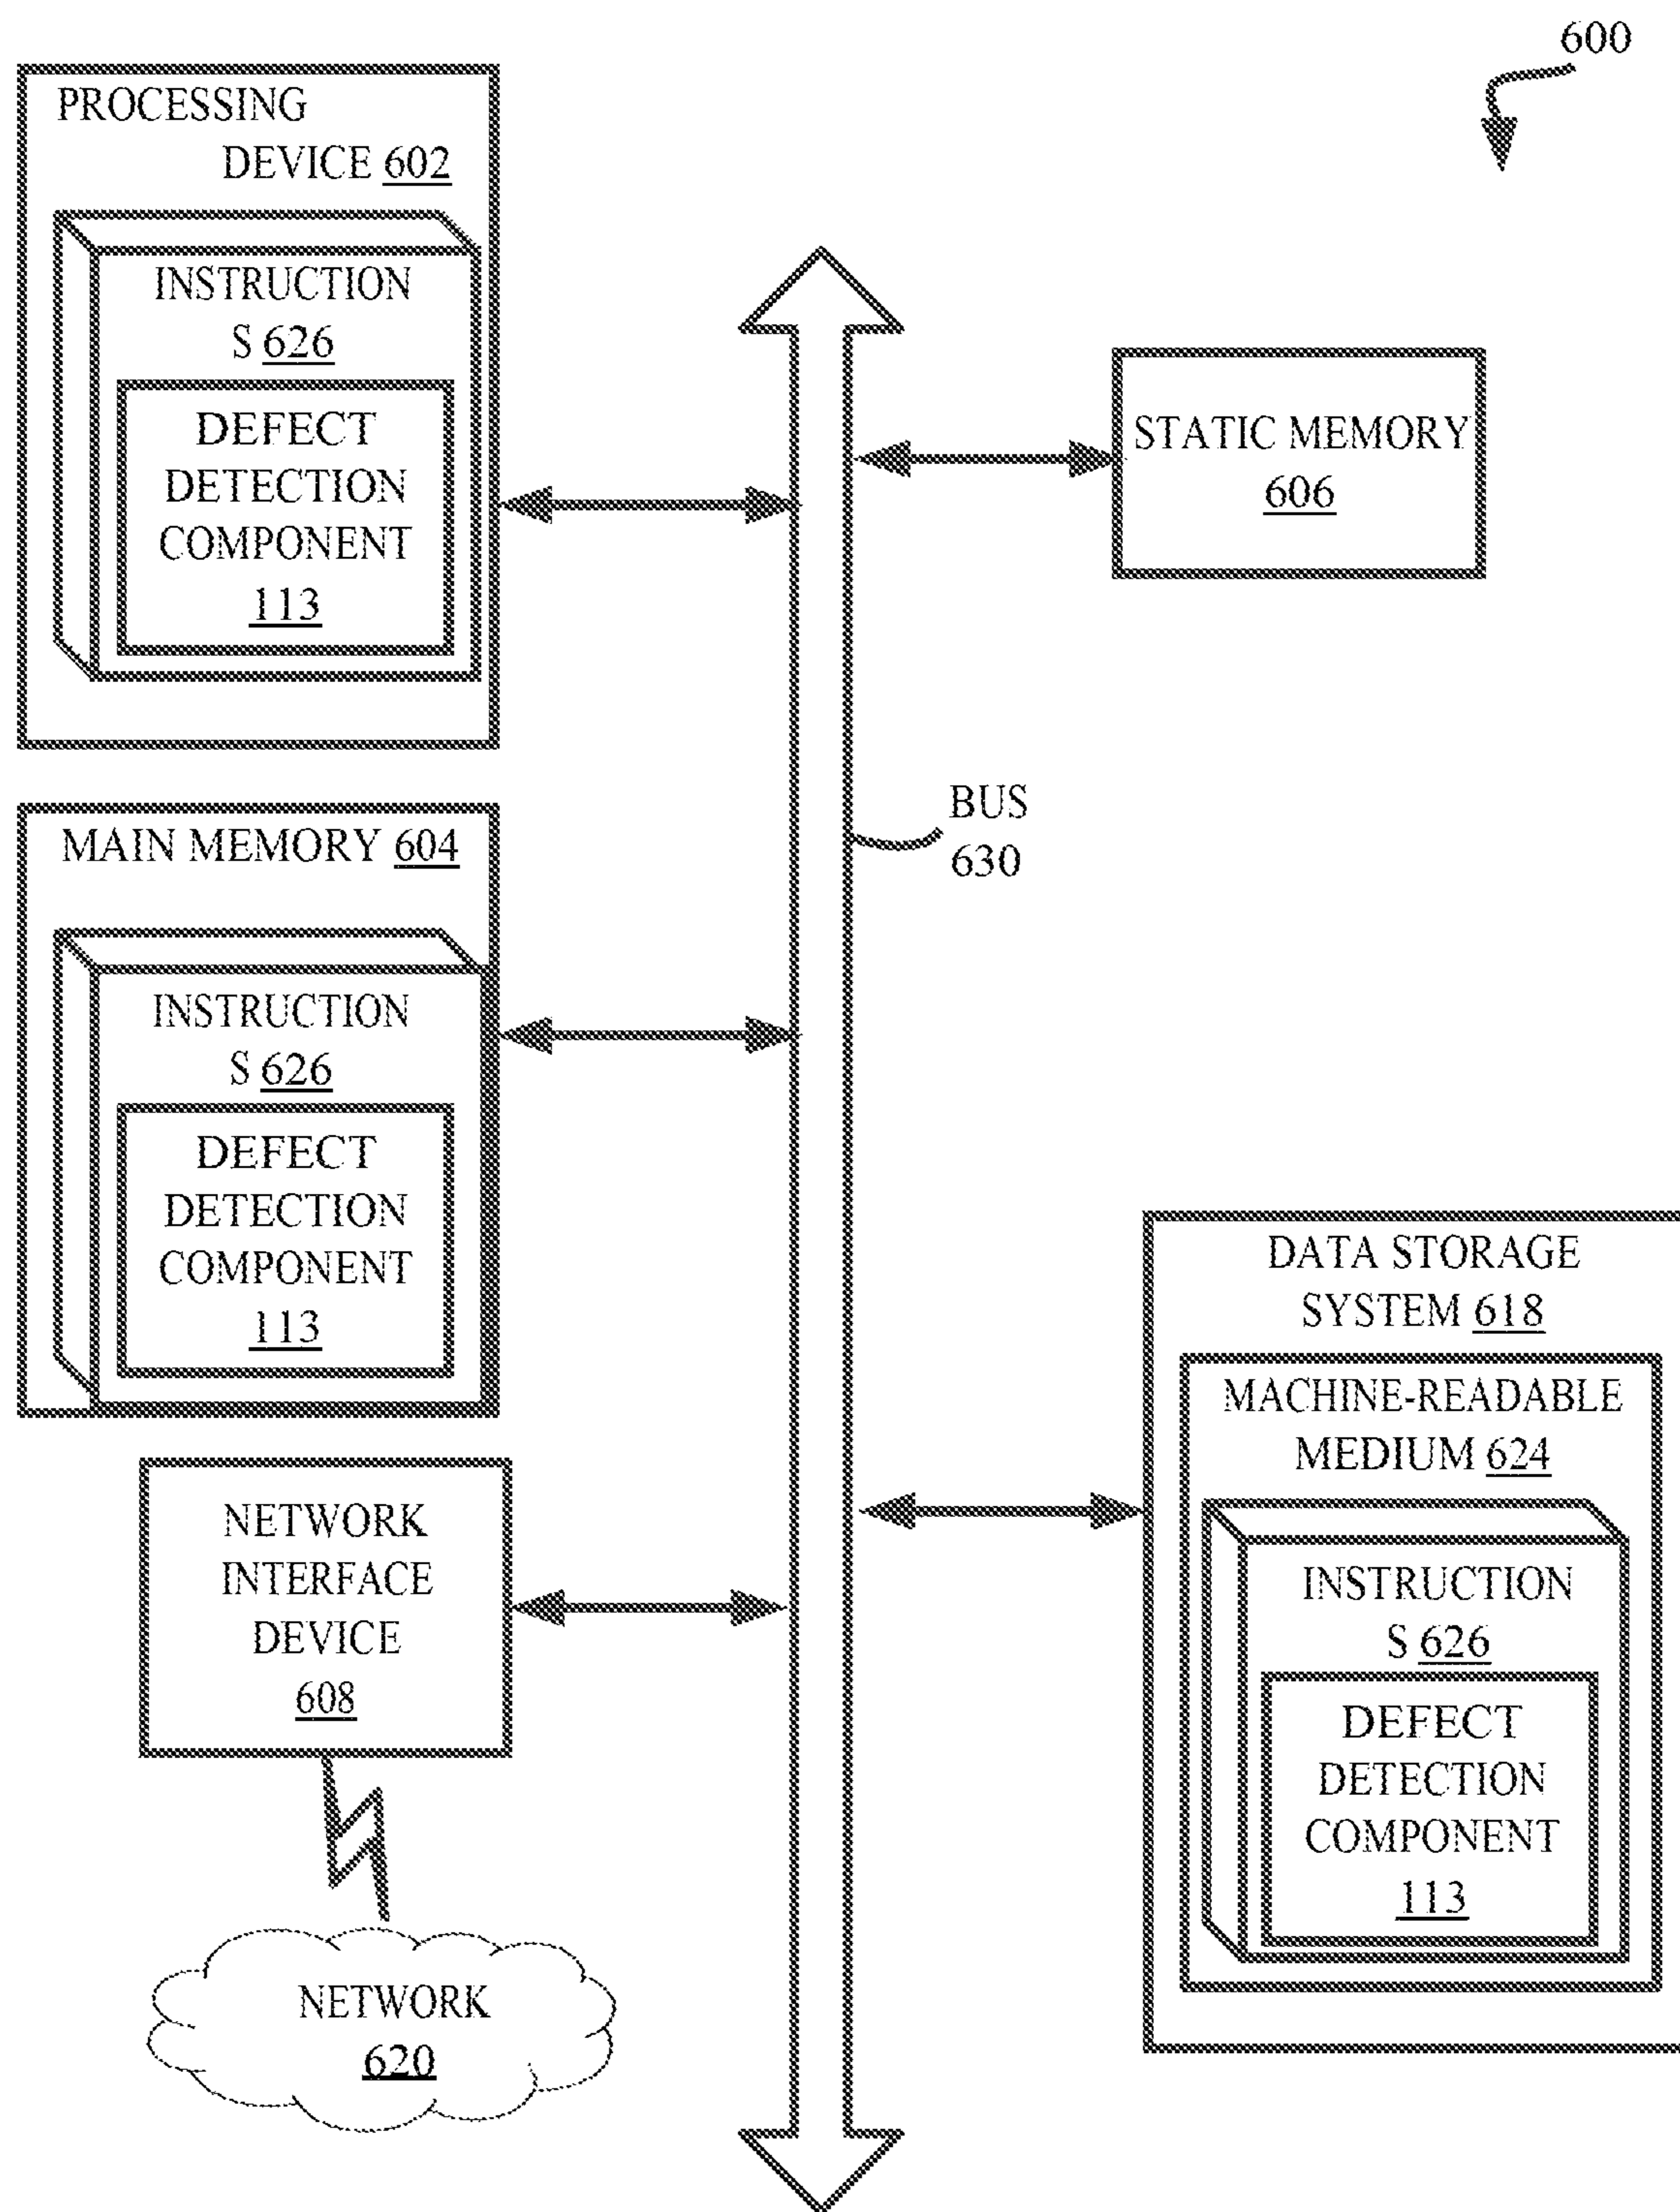 600
PROCESSING
DEVICE 602
INSTRUCTION
S 626
DEFECT
DETECTION
COMPONENT
113
STATIC MEMORY
606
BUS
630
MAIN MEMORY 604
INSTRUCTION
S 626
DEFECT
DETECTION
COMPONENT
113
DATA STORAGE
SYSTEM 618
MACHINE-READABLE
MEDIUM 624
INSTRUCTION
S 626
DEFECT
DETECTION
COMPONENT
113
NETWORK
INTERFACE
DEVICE
608
NETWORK
620